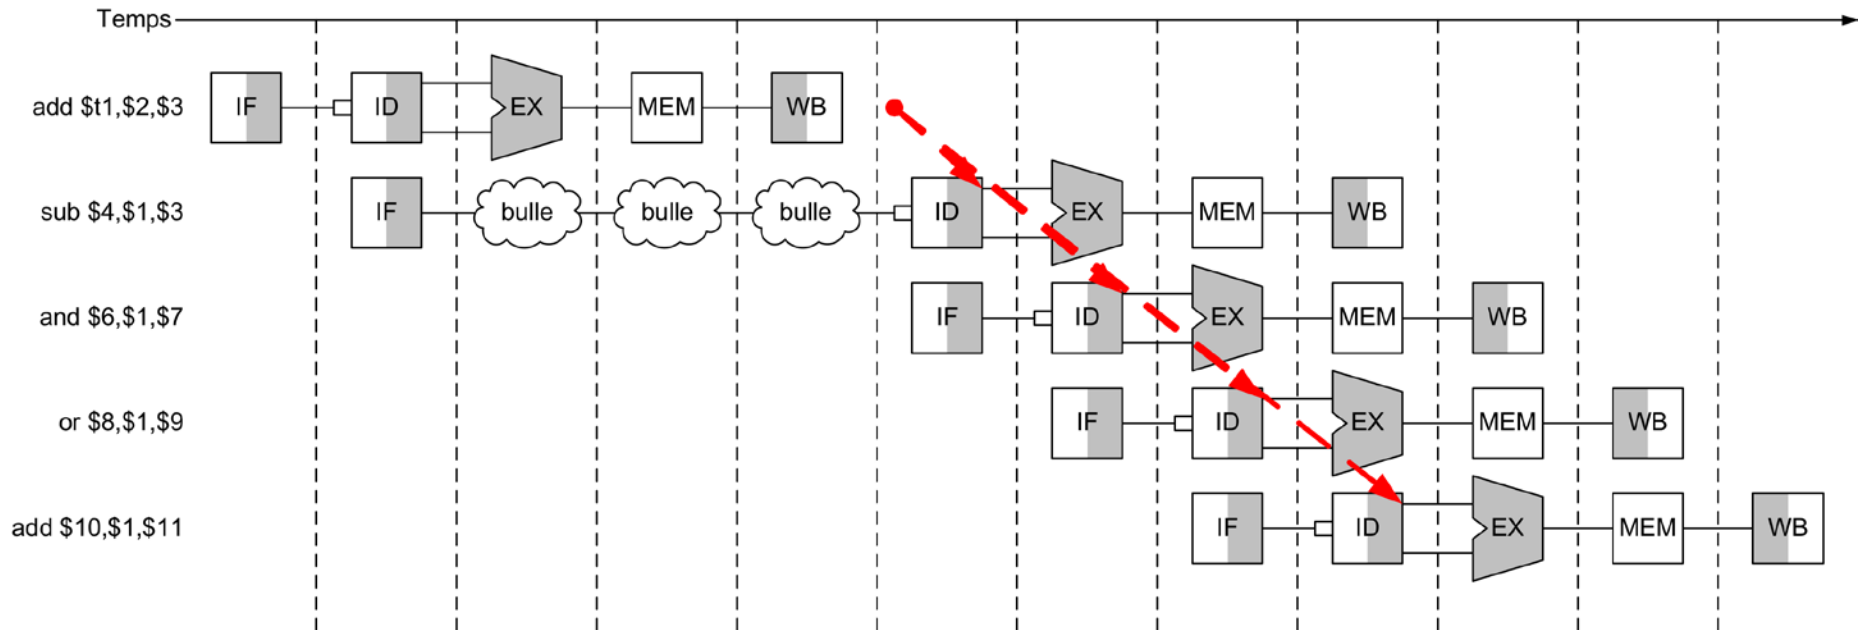 Temps
add $t1,$2,$3 IF ID EX MEM WB
sub $4,$1,$3 IF bulle bulle bulle ID EX MEM WB
and $6,$1,$7 IF ID EX MEM WB
or $8,$1,$9 IF ID EX MEM WB
add $10,$1,$11 IF ID EX MEM WB